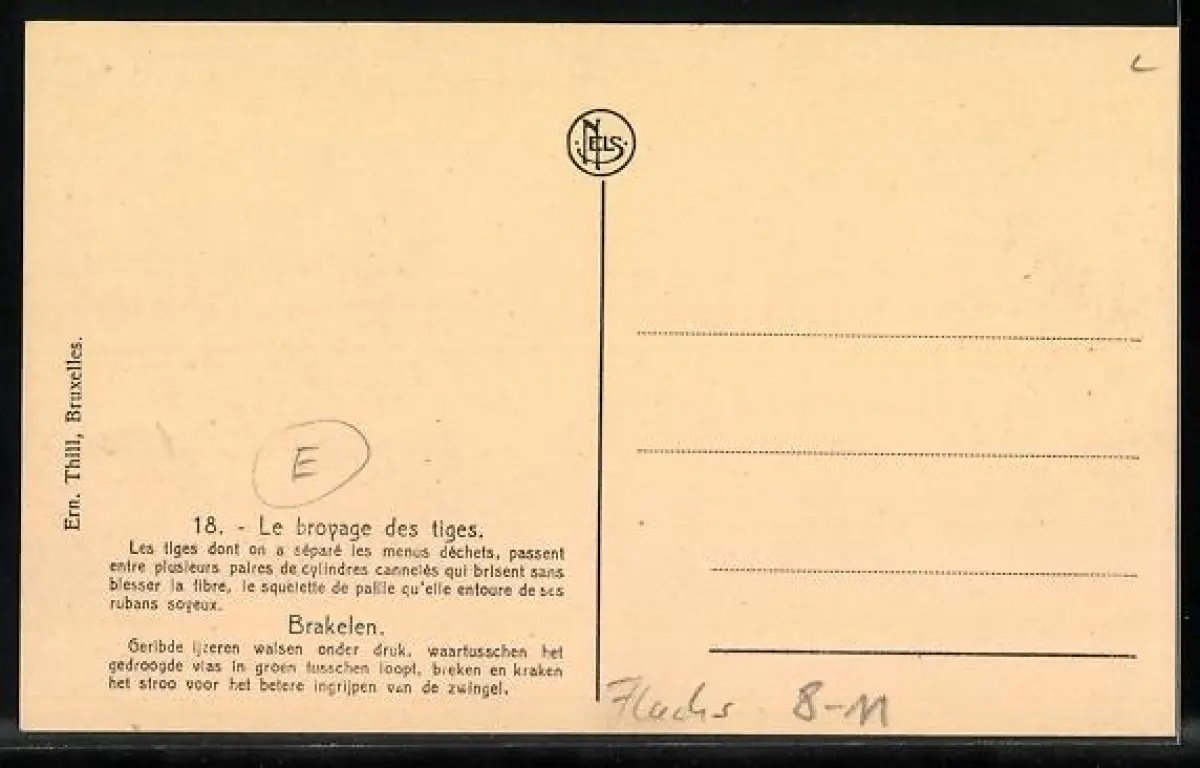 NELS
Ern. Thill, Bruxelles.
E
18. - Le broyage des tiges.
Les tiges dont on a séparé les menus déchets, passent
entre plusieurs paires de cylindres cannelés qui brisent sans
blesser la fibre, le squelette de paille qu'elle entoure de ses
rubans soyeux.
Brakelen.
Geribde ijzeren walsen onder druk, waartusschen het
gedroogde vlas in groen tusschen loopt, breken en kraken
het stroo voor het betere ingrijpen van de zwingel.
Flachs